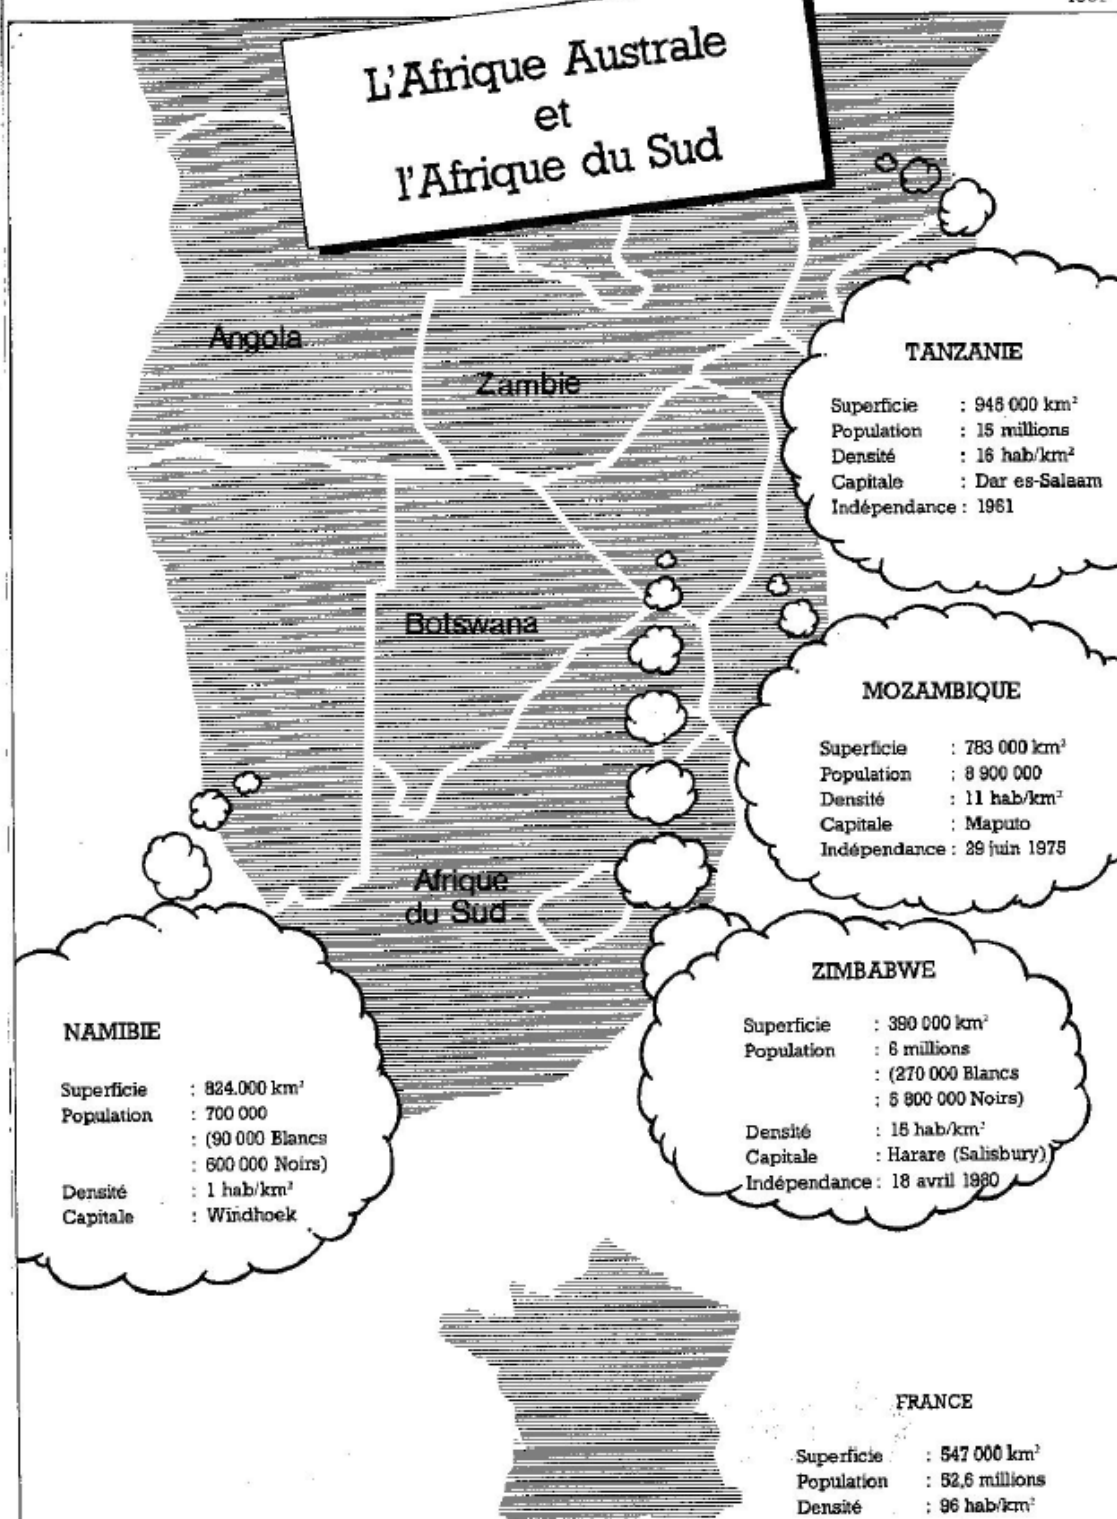 L'Afrique Australe
et
l'Afrique du Sud
Angola
Zambie
TANZANIE
Superficie : 945 000 km²
Population : 15 millions
Densité : 16 hab/km²
Capitale : Dar es-Salaam
Indépendance : 1961
Botswana
MOZAMBIQUE
Superficie : 783 000 km²
Population : 8 900 000
Densité : 11 hab/km²
Capitale : Maputo
Indépendance : 29 juin 1975
Afrique
du Sud
ZIMBABWE
Superficie : 390 000 km²
Population : 6 millions
: (270 000 Blancs
: 5 800 000 Noirs)
Densité : 15 hab/km²
Capitale : Harare (Salisbury)
Indépendance : 18 avril 1980
NAMIBIE
Superficie : 824.000 km²
Population : 700 000
: (90 000 Blancs
: 600 000 Noirs)
Densité : 1 hab/km²
Capitale : Windhoek
FRANCE
Superficie : 547 000 km²
Population : 52,6 millions
Densité : 96 hab/km²